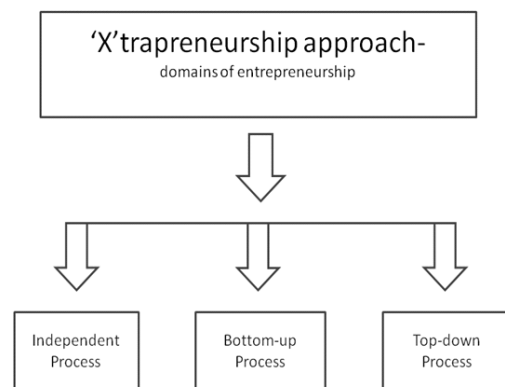 ‘X’trapreneurship approach-
domains of entrepreneurship
Independent
Process
Bottom-up
Process
Top-down
Process